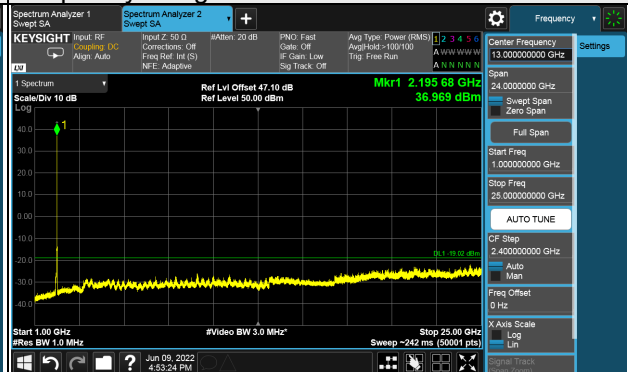 Spectrum Analyzer 1
Swept SA
Spectrum Analyzer 2
Swept SA
Frequency
KEYSIGHT
Input: RF
Coupling: DC
Align: Auto
Input Z: 50 Ω
Corrections: Off
Freq Ref: Int (S)
NFE: Adaptive
#Atten: 20 dB
PNO: Fast
Gate: Off
IF Gain: Low
Sig Track: Off
Avg Type: Power (RMS)
Avg|Hold:>100/100
Trig: Free Run
1 2 3 4 5 6
A W W W W W
A N N N N N
LXI
1 Spectrum
Scale/Div 10 dB
Log
Ref Lvl Offset 47.10 dB
Ref Level 50.00 dBm
Mkr1 2.195 68 GHz
36.969 dBm
1
40.0
30.0
20.0
10.0
0.00
-10.0
-20.0
-30.0
-40.0
DL1 -19.02 dBm
Start 1.00 GHz
#Res BW 1.0 MHz
#Video BW 3.0 MHz*
Stop 25.00 GHz
Sweep ~242 ms (50001 pts)
Jun 09, 2022
4:53:24 PM
?
Center Frequency
13.000000000 GHz
Settings
Span
24.0000000 GHz
Swept Span
Zero Span
Full Span
Start Freq
1.000000000 GHz
Stop Freq
25.000000000 GHz
AUTO TUNE
CF Step
2.400000000 GHz
Auto
Man
Freq Offset
0 Hz
X Axis Scale
Log
Lin
Signal Track
(Span Zoom)